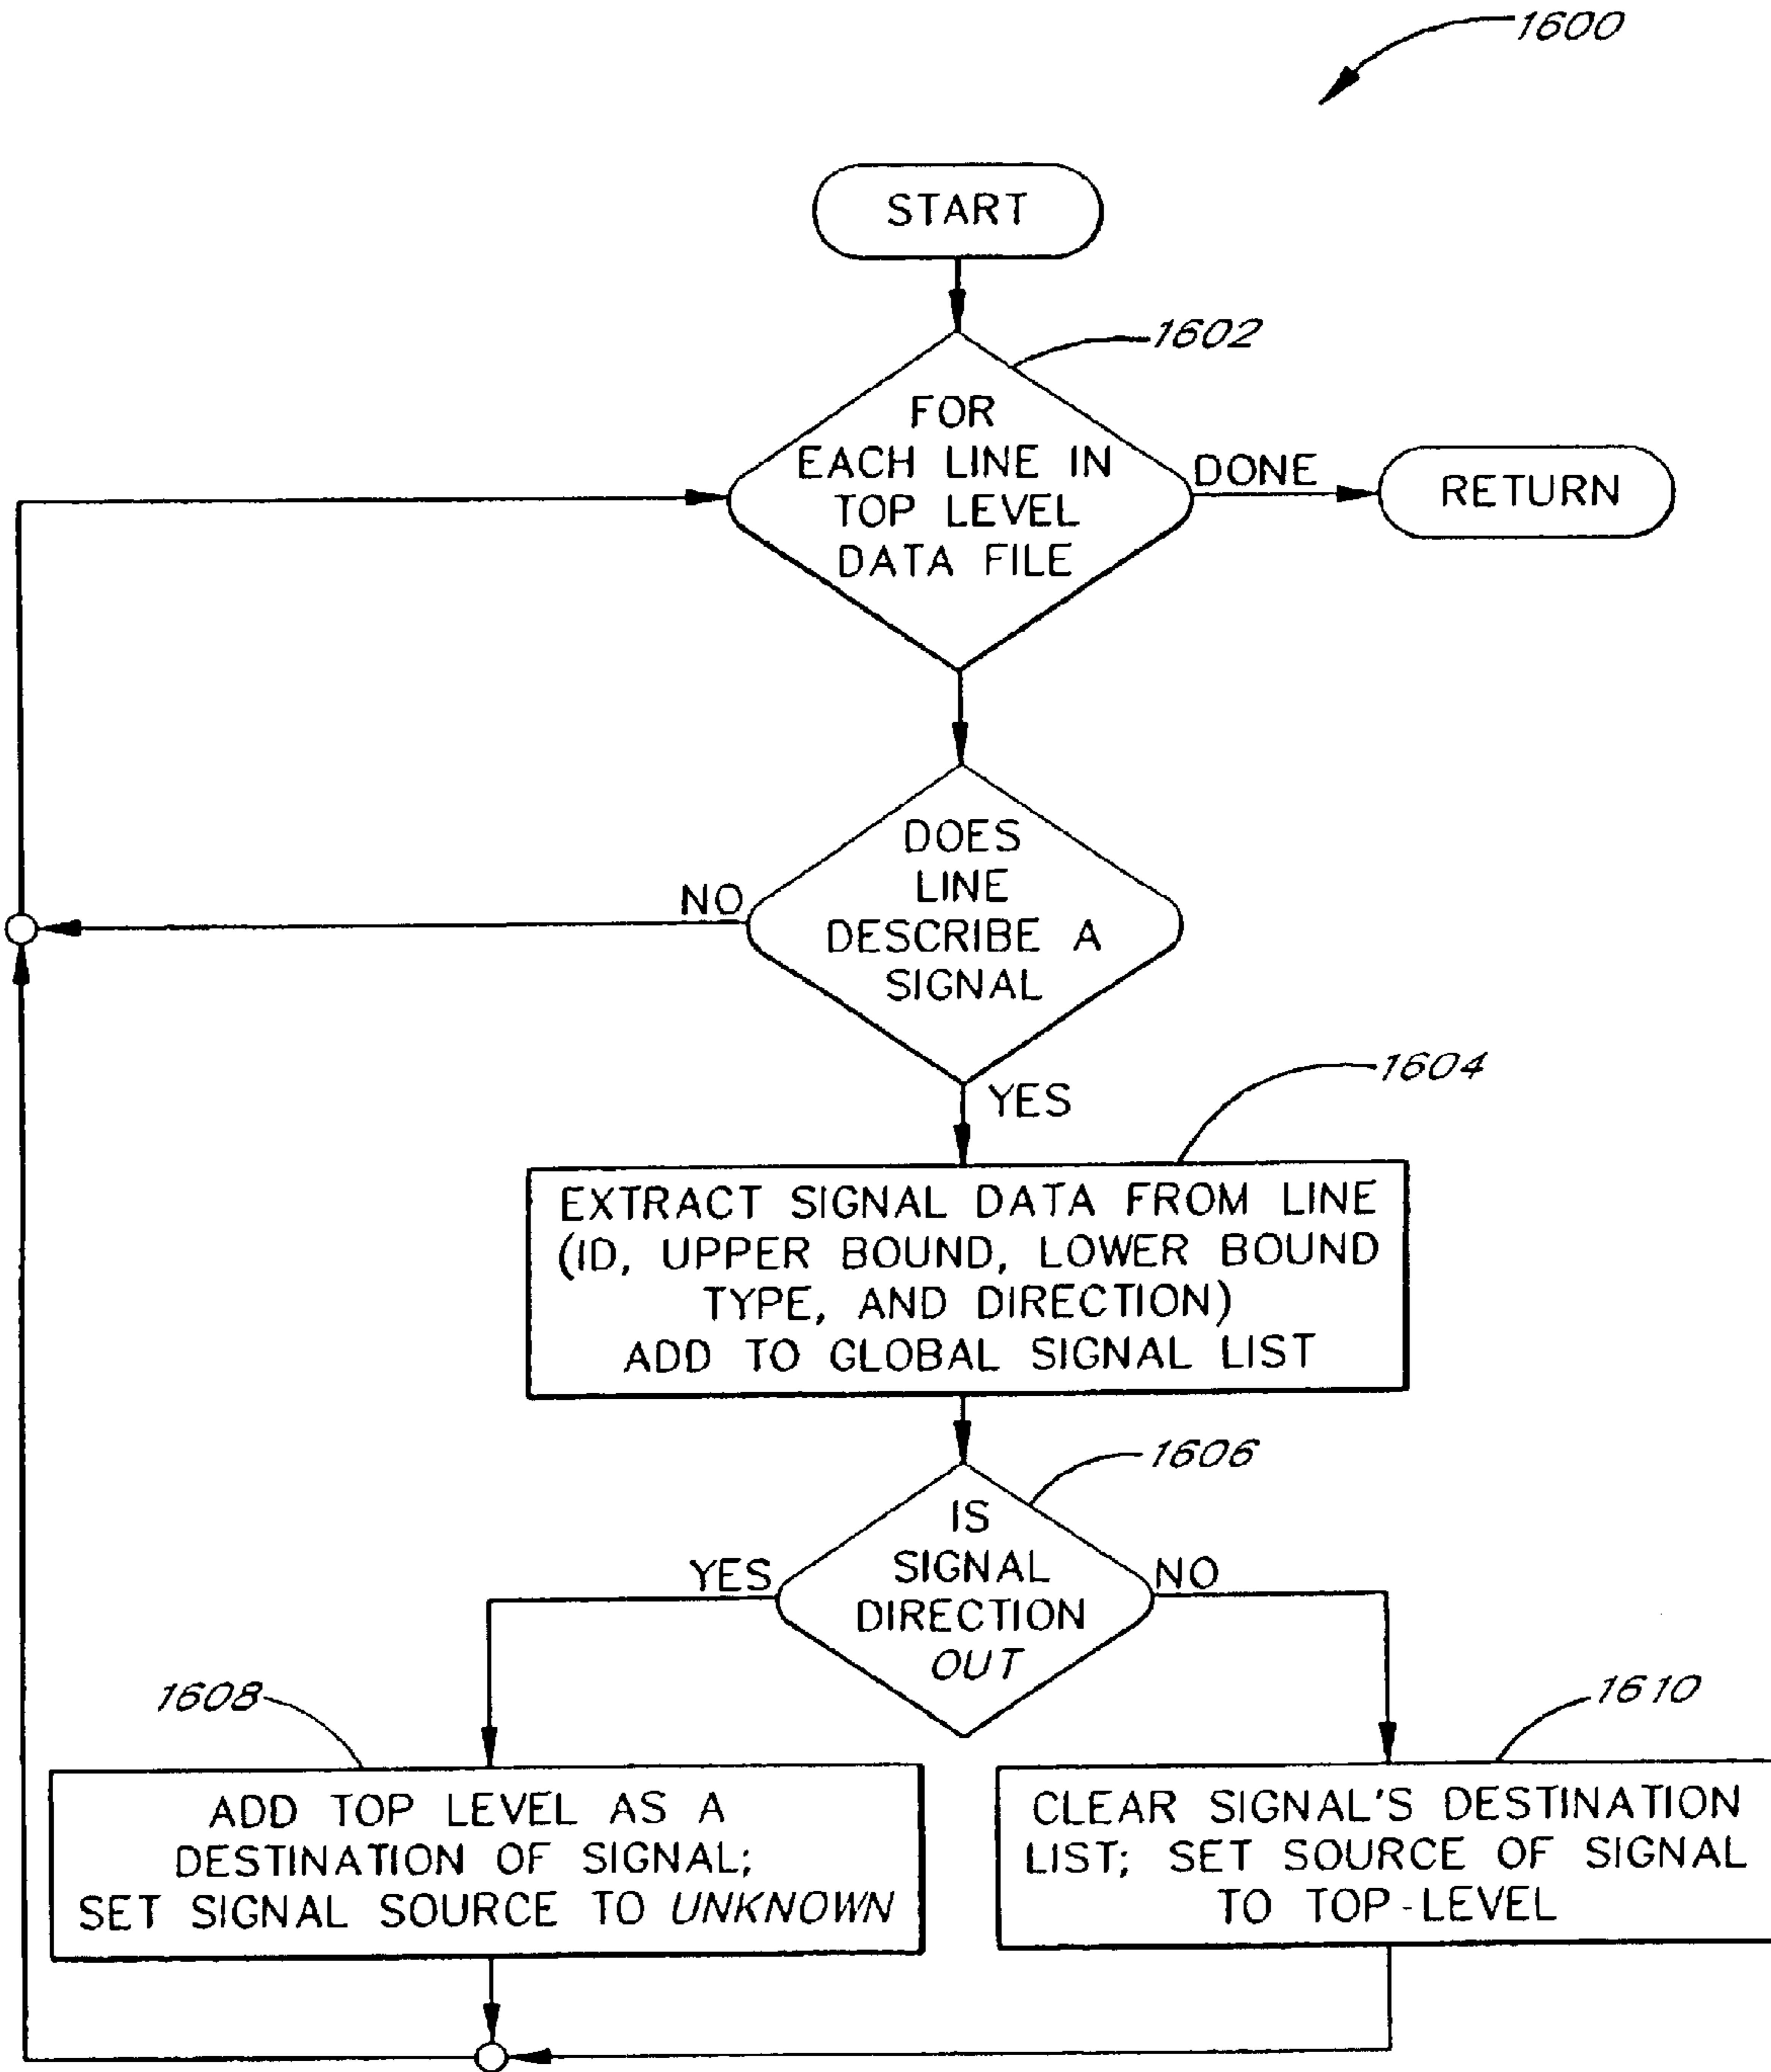 1600
START
1602
FOR
EACH LINE IN
TOP LEVEL
DATA FILE
DONE
RETURN
DOES
LINE
DESCRIBE A
SIGNAL
NO
YES
1604
EXTRACT SIGNAL DATA FROM LINE
(ID, UPPER BOUND, LOWER BOUND
TYPE, AND DIRECTION)
ADD TO GLOBAL SIGNAL LIST
1606
IS
SIGNAL
DIRECTION
OUT
YES
NO
1608
ADD TOP LEVEL AS A
DESTINATION OF SIGNAL;
SET SIGNAL SOURCE TO UNKNOWN
1610
CLEAR SIGNAL'S DESTINATION
LIST; SET SOURCE OF SIGNAL
TO TOP-LEVEL